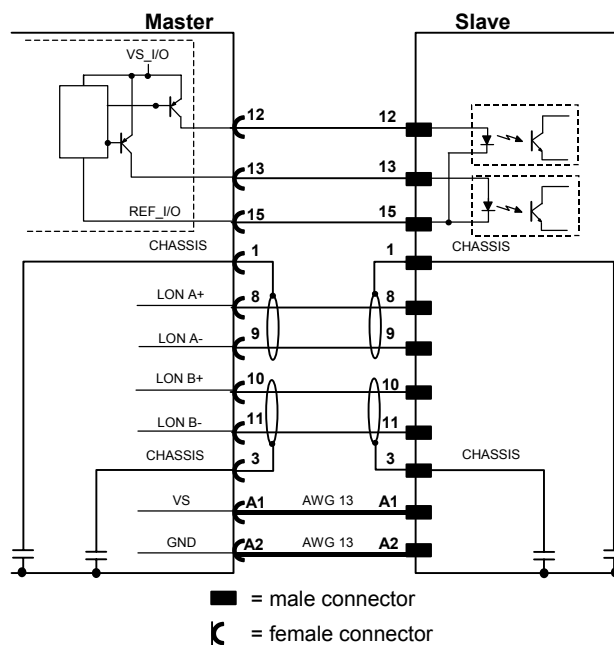 Master Slave
VS_I/O
12 12
13 13
REF_I/O 15 15
CHASSIS 1 1 CHASSIS
LON A+ 8 8
LON A- 9 9
LON B+ 10 10
LON B- 11 11
CHASSIS 3 3 CHASSIS
VS A1 AWG 13 A1
GND A2 AWG 13 A2
= male connector
= female connector